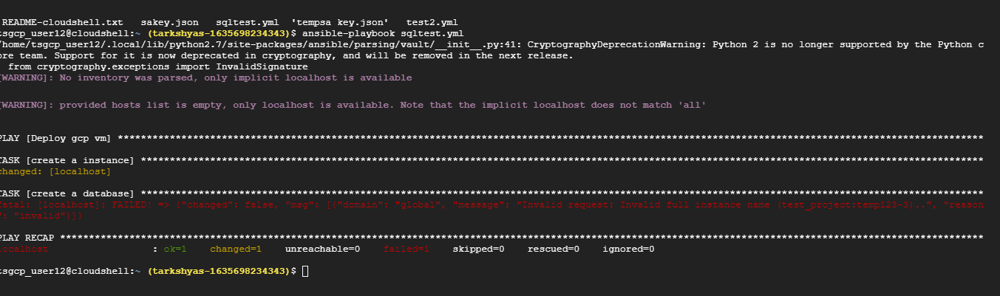 README-cloudshell.txt   sakey.json   sqltest.yml  'tempsa key.json'   test2.yml
tsgcp_user12@cloudshell:~ (tarkshyas-1635698234343)$ ansible-playbook sqltest.yml
/home/tsgcp_user12/.local/lib/python2.7/site-packages/ansible/parsing/vault/__init__.py:41: CryptographyDeprecationWarning: Python 2 is no longer supported by the Python c
ore team. Support for it is now deprecated in cryptography, and will be removed in the next release.
  from cryptography.exceptions import InvalidSignature
[WARNING]: No inventory was parsed, only implicit localhost is available
[WARNING]: provided hosts list is empty, only localhost is available. Note that the implicit localhost does not match 'all'
PLAY [Deploy gcp vm] ******************************************************************************************************************************************************
TASK [create a instance] **************************************************************************************************************************************************
changed: [localhost]
TASK [create a database] **************************************************************************************************************************************************
fatal: [localhost]: FAILED! => {"changed": false, "msg": [{"domain": "global", "message": "Invalid request: Invalid full instance name (test_project:temp123-3)..", "reason
": "invalid"}]}
PLAY RECAP ****************************************************************************************************************************************************************
localhost                  : ok=1    changed=1    unreachable=0    failed=1    skipped=0    rescued=0    ignored=0
tsgcp_user12@cloudshell:~ (tarkshyas-1635698234343)$